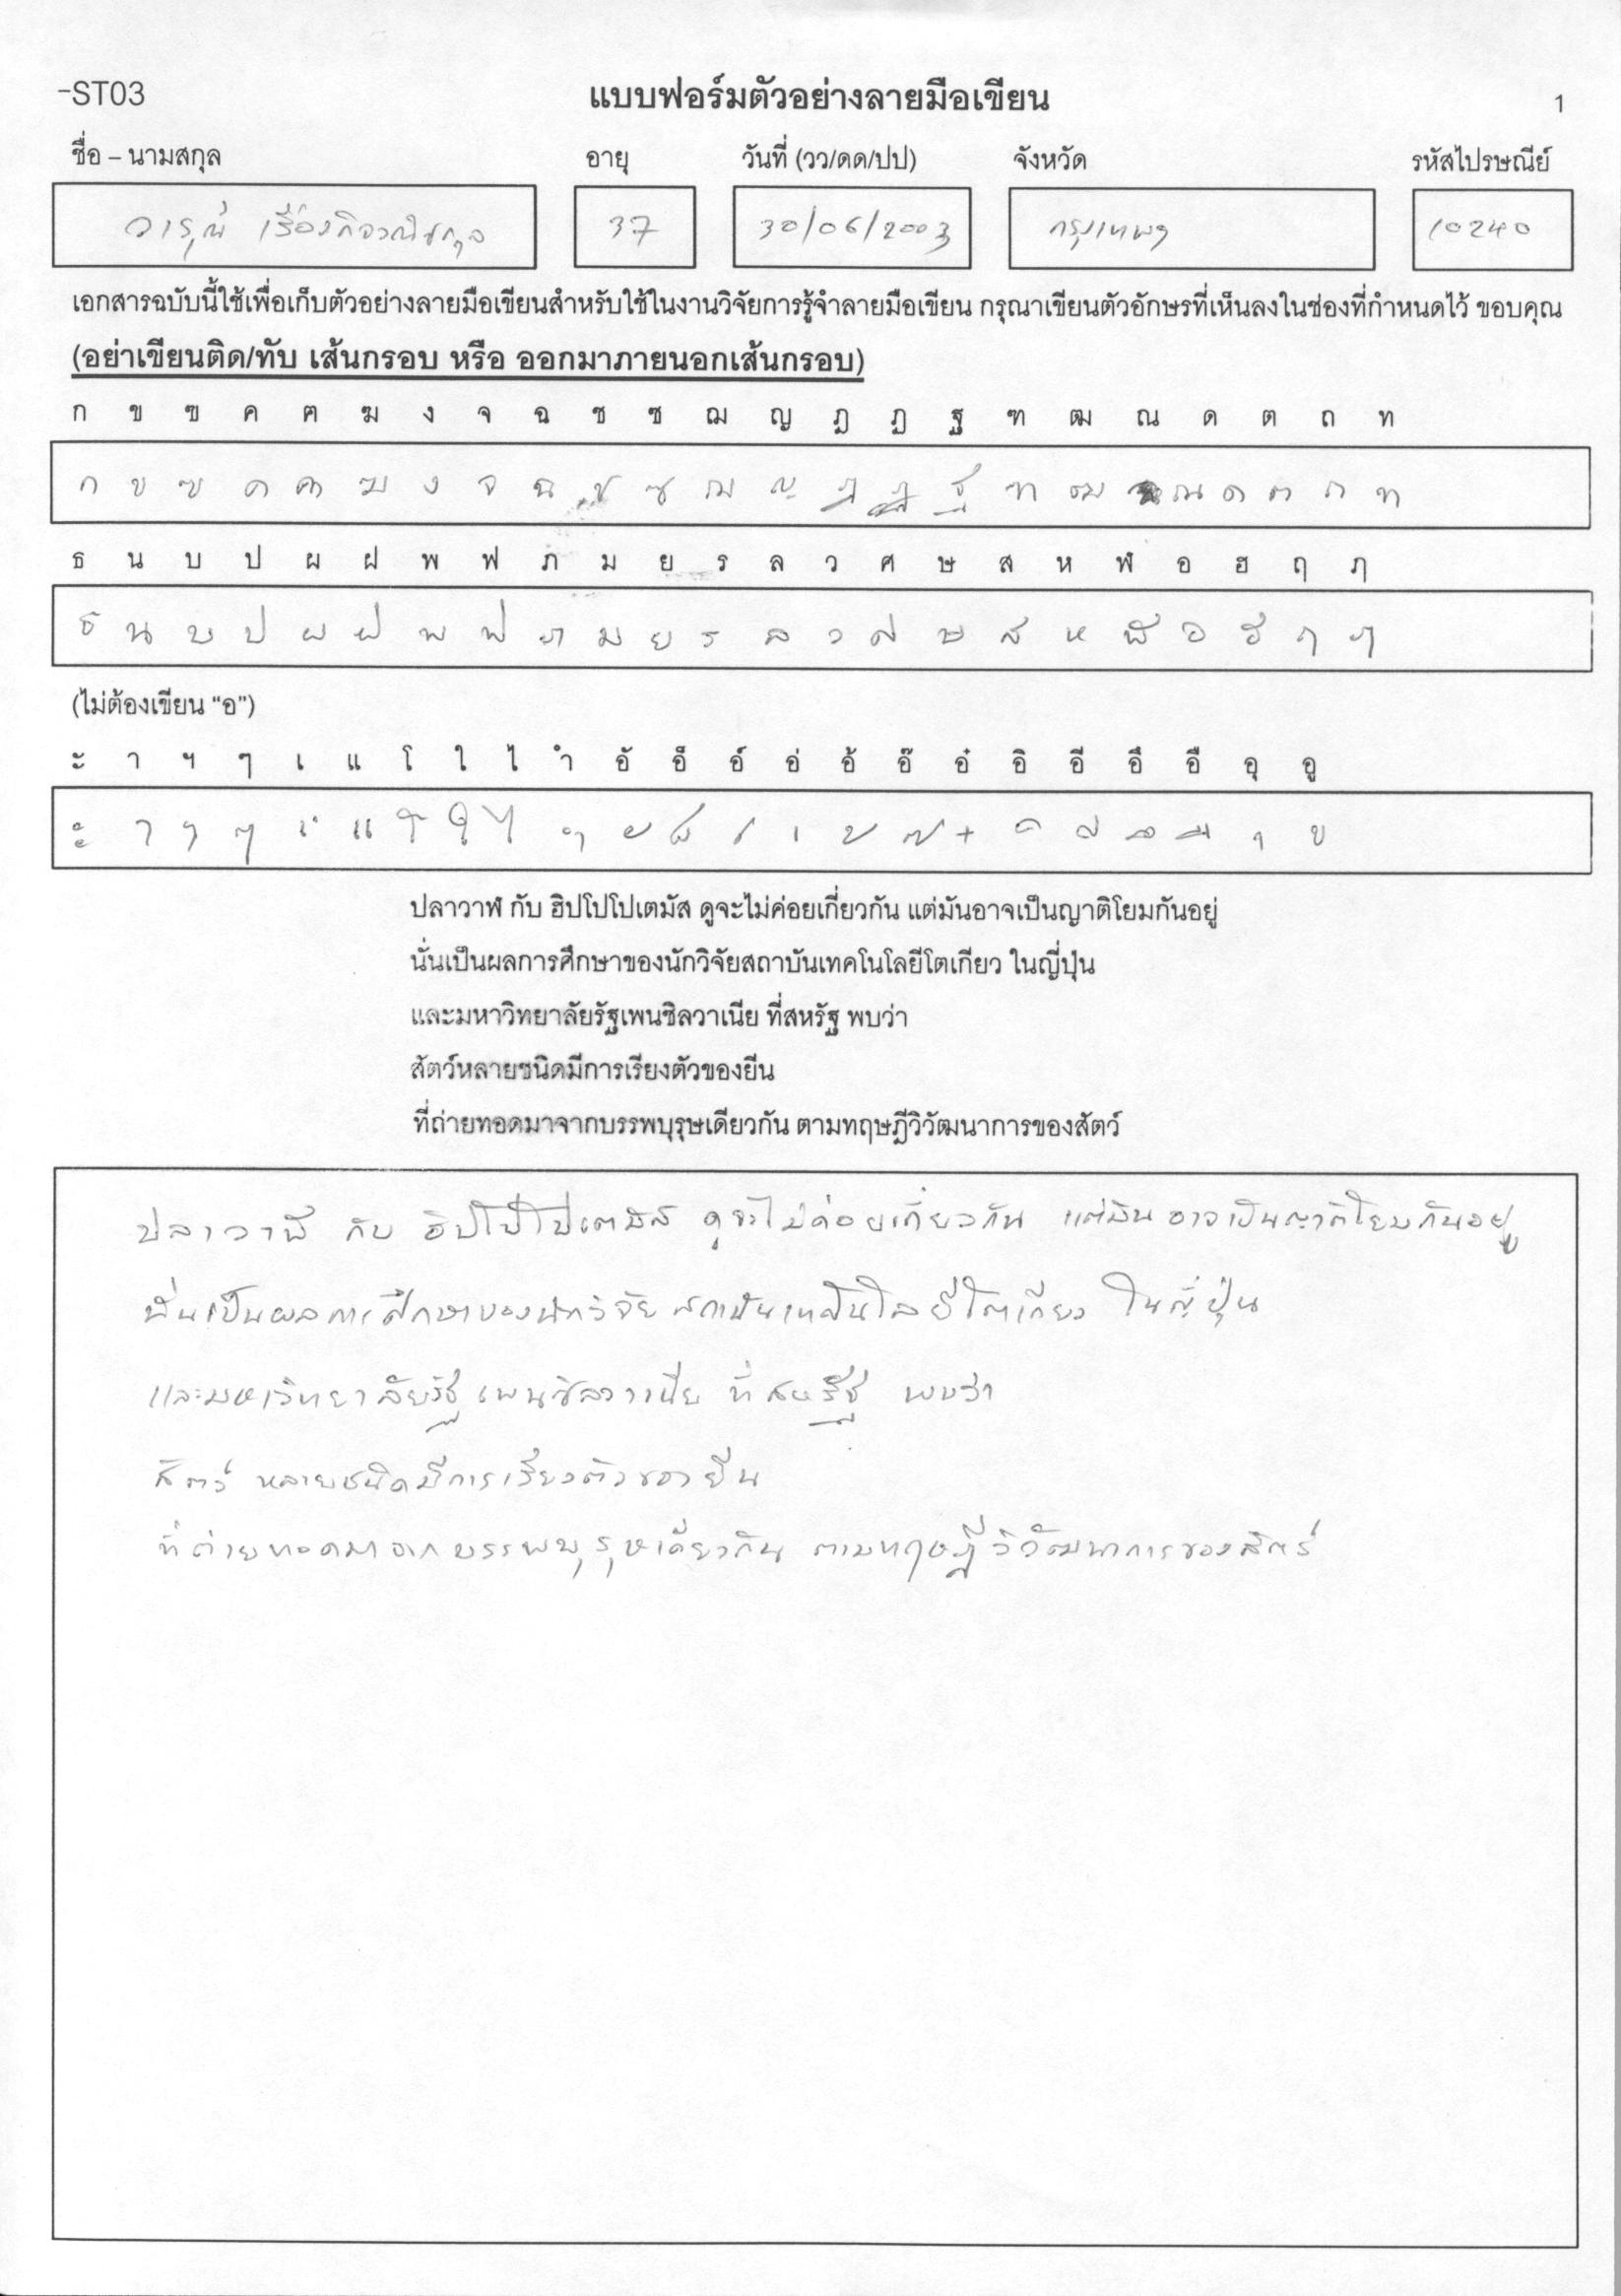 -ST03 แบบฟอร์มตัวอย่างลายมือเขียน 1
ชื่อ – นามสกุล อายุ วันที่ (วว/ดด/ปป) จังหวัด รหัสไปรษณีย์
วารุณี 37 30/06/2003 กรุงเทพฯ 10240
เอกสารฉบับนี้ใช้เพื่อเก็บตัวอย่างลายมือเขียนสำหรับใช้ในงานวิจัยการรู้จำลายมือเขียน กรุณาเขียนตัวอักษรที่เห็นลงในช่องที่กำหนดไว้ ขอบคุณ
(อย่าเขียนติด/ทับ เส้นกรอบ หรือ ออกมาภายนอกเส้นกรอบ)
ก ข ฃ ค ฅ ฆ ง จ ฉ ช ซ ฌ ญ ฎ ฏ ฐ ฑ ฒ ณ ด ต ถ ท
ก ข ฃ ค ฅ ฆ ง จ ฉ ช ซ ฌ ญ ฎ ฏ ฐ ฑ ฒ ณ ด ต ถ ท
ธ น บ ป ผ ฝ พ ฟ ภ ม ย ร ล ว ศ ษ ส ห ฬ อ ฮ ฤ ฦ
ธ น บ ป ผ ฝ พ ฟ ภ ม ย ร ล ว ศ ษ ส ห ฬ อ ฮ ฤ ฦ
(ไม่ต้องเขียน “อ”)
ะ า ฯ ๆ เ แ โ ใ ไ ำ อั อ็ อ์ อ่ อ้ อ๊ อ๋ อิ อี อึ อื อุ อู
ะ า ฯ ๆ เ แ โ ใ ไ ำ ั ็ ์ ่ ้ ๊ ๋ ิ ี ึ ื ุ ู
ปลาวาฬ กับ ฮิปโปโปเตมัส ดูจะไม่ค่อยเกี่ยวกัน แต่มันอาจเป็นญาติโยมกันอยู่
นั่นเป็นผลการศึกษาของนักวิจัยสถาบันเทคโนโลยีโตเกียว ในญี่ปุ่น
และมหาวิทยาลัยรัฐเพนซิลวาเนีย ที่สหรัฐ พบว่า
สัตว์หลายชนิดมีการเรียงตัวของยีน
ที่ถ่ายทอดมาจากบรรพบุรุษเดียวกัน ตามทฤษฎีวิวัฒนาการของสัตว์
ปลาวาฬ กับ ฮิปโปโปเตมัส ดูจะไม่ค่อยเกี่ยวกัน แต่มันอาจเป็นญาติโยมกันอยู่
นั่นเป็นผลการศึกษาของนักวิจัย สถาบันเทคโนโลยีโตเกียว ในญี่ปุ่น
และมหาวิทยาลัยรัฐ เพนซิลวาเนีย ที่สหรัฐ พบว่า
สัตว์ หลายชนิดมีการเรียงตัวของยีน
ที่ถ่ายทอดมาจากบรรพบุรุษเดียวกัน ตามทฤษฎีวิวัฒนาการของสัตว์